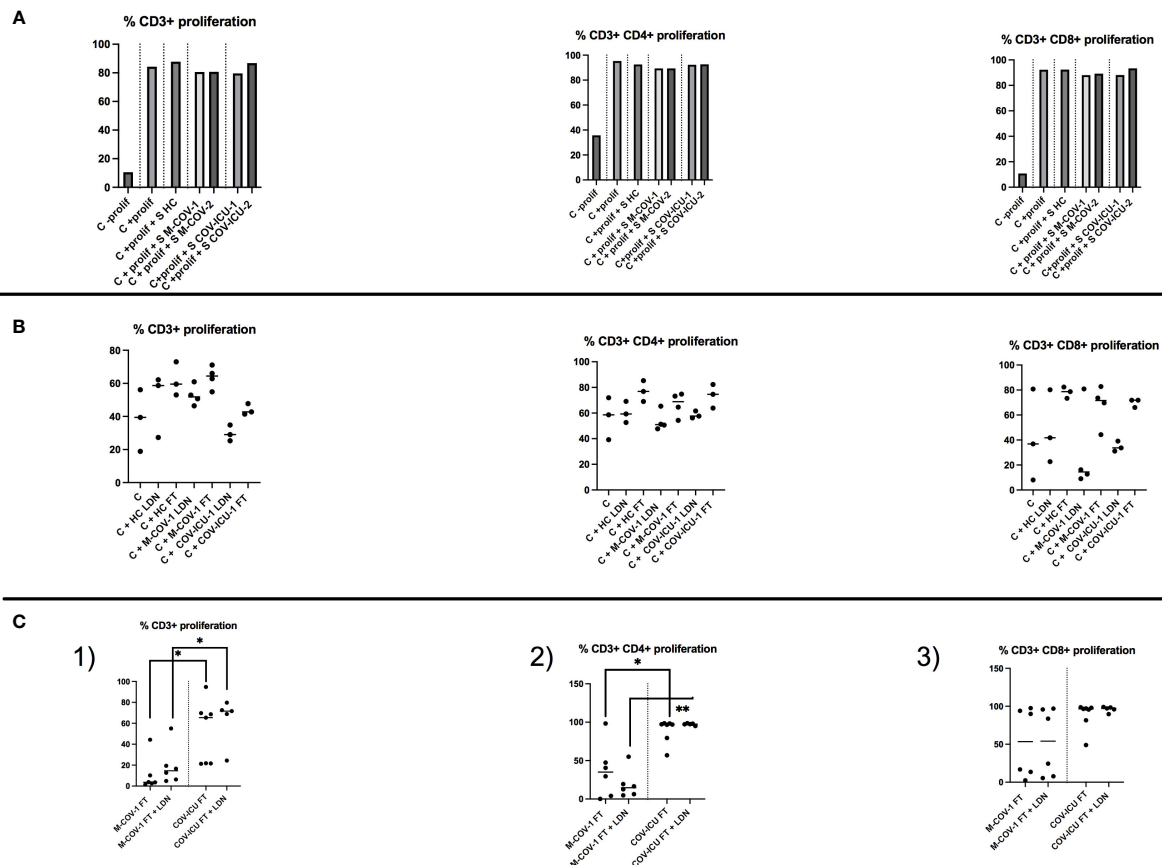 A
% CD3+ proliferation
100
80
60
40
20
0
C -prolif
C +prolif
C +prolif + S HC
C + prolif + S M-COV-1
C + prolif + S M-COV-2
C+prolif + S COV-ICU-1
C +prolif + S COV-ICU-2
% CD3+ CD4+ proliferation
100
80
60
40
20
0
C -prolif
C +prolif
C +prolif + S HC
C + prolif + S M-COV-1
C + prolif + S M-COV-2
C+prolif + S COV-ICU-1
C +prolif + S COV-ICU-2
% CD3+ CD8+ proliferation
100
80
60
40
20
0
C -prolif
C +prolif
C +prolif + S HC
C + prolif + S M-COV-1
C + prolif + S M-COV-2
C+prolif + S COV-ICU-1
C +prolif + S COV-ICU-2
B
% CD3+ proliferation
80
60
40
20
0
C
C + HC LDN
C + HC FT
C + M-COV-1 LDN
C + M-COV-1 FT
C + COV-ICU-1 LDN
C + COV-ICU-1 FT
% CD3+ CD4+ proliferation
100
80
60
40
20
0
C
C + HC LDN
C + HC FT
C + M-COV-1 LDN
C + M-COV-1 FT
C + COV-ICU-1 LDN
C + COV-ICU-1 FT
% CD3+ CD8+ proliferation
100
80
60
40
20
0
C
C + HC LDN
C + HC FT
C + M-COV-1 LDN
C + M-COV-1 FT
C + COV-ICU-1 LDN
C + COV-ICU-1 FT
C
1)
% CD3+ proliferation
*
*
100
80
60
40
20
0
M-COV-1 FT
M-COV-1 FT + LDN
COV-ICU FT
COV-ICU FT + LDN
2)
% CD3+ CD4+ proliferation
*
**
150
100
50
0
M-COV-1 FT
M-COV-1 FT + LDN
COV-ICU FT
COV-ICU FT + LDN
3)
% CD3+ CD8+ proliferation
150
100
50
0
M-COV-1 FT
M-COV-1 FT + LDN
COV-ICU FT
COV-ICU FT + LDN